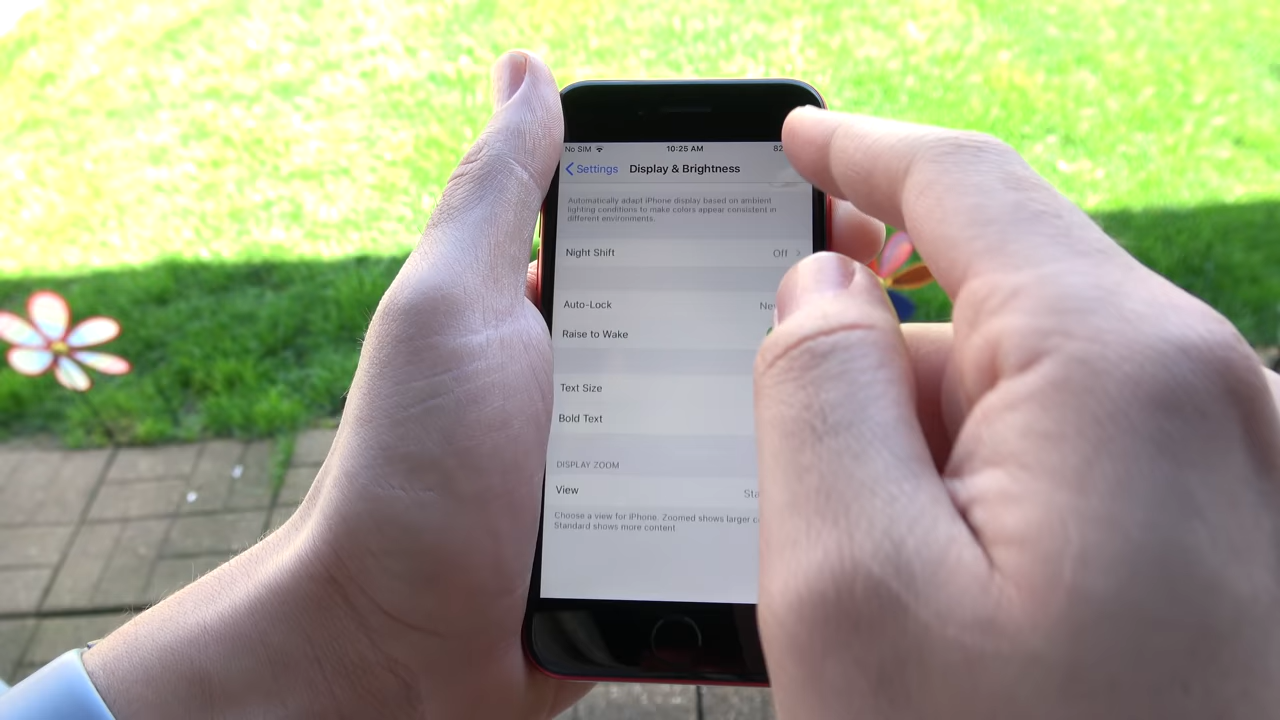 No SIM 10:25 AM 82
Settings Display & Brightness
Automatically adapt iPhone display based on ambient
lighting conditions to make colors appear consistent in
different environments.
Night Shift Off
Auto-Lock
Raise to Wake
Text Size
Bold Text
DISPLAY ZOOM
View
Choose a view for iPhone. Zoomed shows larger
Standard shows more content